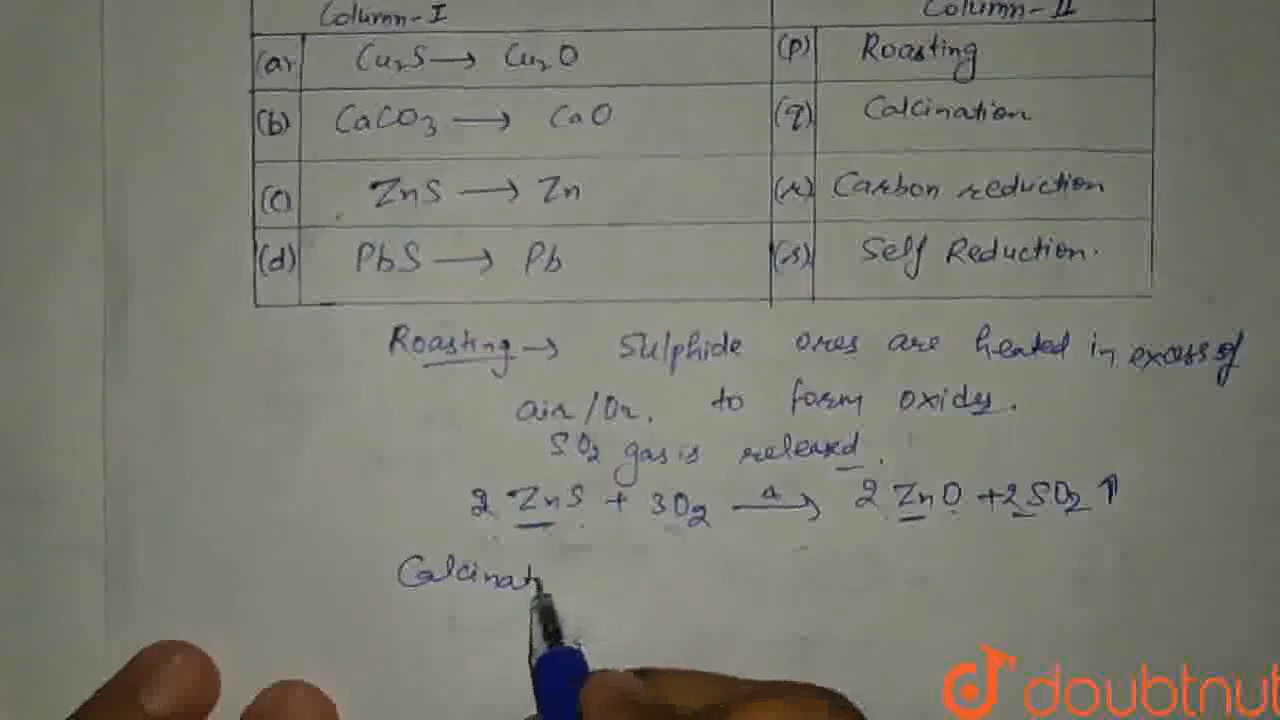 Column-I Column-II
(a) Cu2S → Cu2O (p) Roasting
(b) CaCO3 → CaO (q) Calcination
(c) ZnS → Zn (r) Carbon reduction
(d) PbS → Pb (s) Self Reduction.
Roasting → Sulphide ores are heated in excess of
air/O2. to form oxides.
SO2 gas is released.
2 ZnS + 3O2 —Δ→ 2 ZnO + 2SO2 ↑
Calcinat
doubtnut